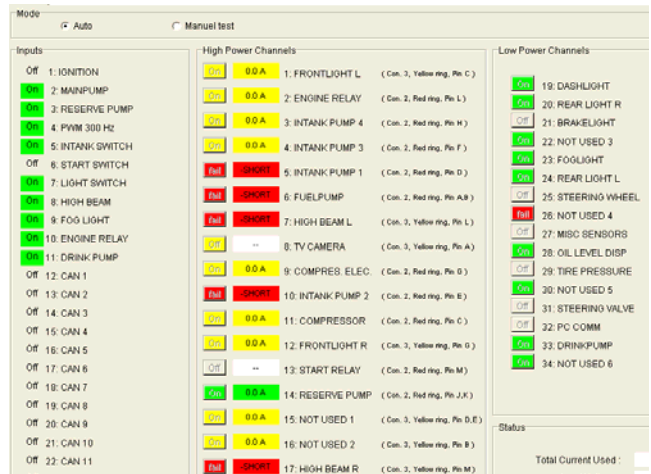 Mode
Auto
Manuel test
Inputs
Off 1: IGNITION
On 2: MAINPUMP
On 3: RESERVE PUMP
On 4: PWM 300 Hz
On 5: INTANK SWITCH
Off 6: START SWITCH
On 7: LIGHT SWITCH
On 8: HIGH BEAM
On 9: FOG LIGHT
On 10: ENGINE RELAY
On 11: DRINK PUMP
Off 12: CAN 1
Off 13: CAN 2
Off 14: CAN 3
Off 15: CAN 4
Off 16: CAN 5
Off 17: CAN 6
Off 18: CAN 7
Off 19: CAN 8
Off 20: CAN 9
Off 21: CAN 10
Off 22: CAN 11
High Power Channels
On 0.0 A 1: FRONTLIGHT L ( Con. 3, Yellow ring, Pin C )
On 0.0 A 2: ENGINE RELAY ( Con. 2, Red ring, Pin L )
On 0.0 A 3: INTANK PUMP 4 ( Con. 2, Red ring, Pin H )
On 0.0 A 4: INTANK PUMP 3 ( Con. 2, Red ring, Pin F )
fail -SHORT 5: INTANK PUMP 1 ( Con. 2, Red ring, Pin D )
fail -SHORT 6: FUELPUMP ( Con. 2, Red ring, Pin A,B )
fail -SHORT 7: HIGH BEAM L ( Con. 3, Yellow ring, Pin L )
Off -- 8: TV CAMERA ( Con. 3, Yellow ring, Pin A )
On 0.0 A 9: COMPRES. ELEC. ( Con. 2, Red ring, Pin G )
fail -SHORT 10: INTANK PUMP 2 ( Con. 2, Red ring, Pin E )
On 0.0 A 11: COMPRESSOR ( Con. 2, Red ring, Pin C )
On 0.0 A 12: FRONTLIGHT R ( Con. 3, Yellow ring, Pin G )
Off -- 13: START RELAY ( Con. 2, Red ring, Pin M )
On 0.0 A 14: RESERVE PUMP ( Con. 2, Red ring, Pin J,K )
On 0.0 A 15: NOT USED 1 ( Con. 3, Yellow ring, Pin D,E )
On 0.0 A 16: NOT USED 2 ( Con. 3, Yellow ring, Pin B )
fail -SHORT 17: HIGH BEAM R ( Con. 3, Yellow ring, Pin M )
Low Power Channels
On 19: DASHLIGHT
On 20: REAR LIGHT R
Off 21: BRAKELIGHT
On 22: NOT USED 3
On 23: FOGLIGHT
On 24: REAR LIGHT L
Off 25: STEERING WHEEL
fail 26: NOT USED 4
Off 27: MISC SENSORS
On 28: OIL LEVEL DISP
Off 29: TIRE PRESSURE
On 30: NOT USED 5
Off 31: STEERING VALVE
Off 32: PC COMM
On 33: DRINKPUMP
On 34: NOT USED 6
Status
Total Current Used :